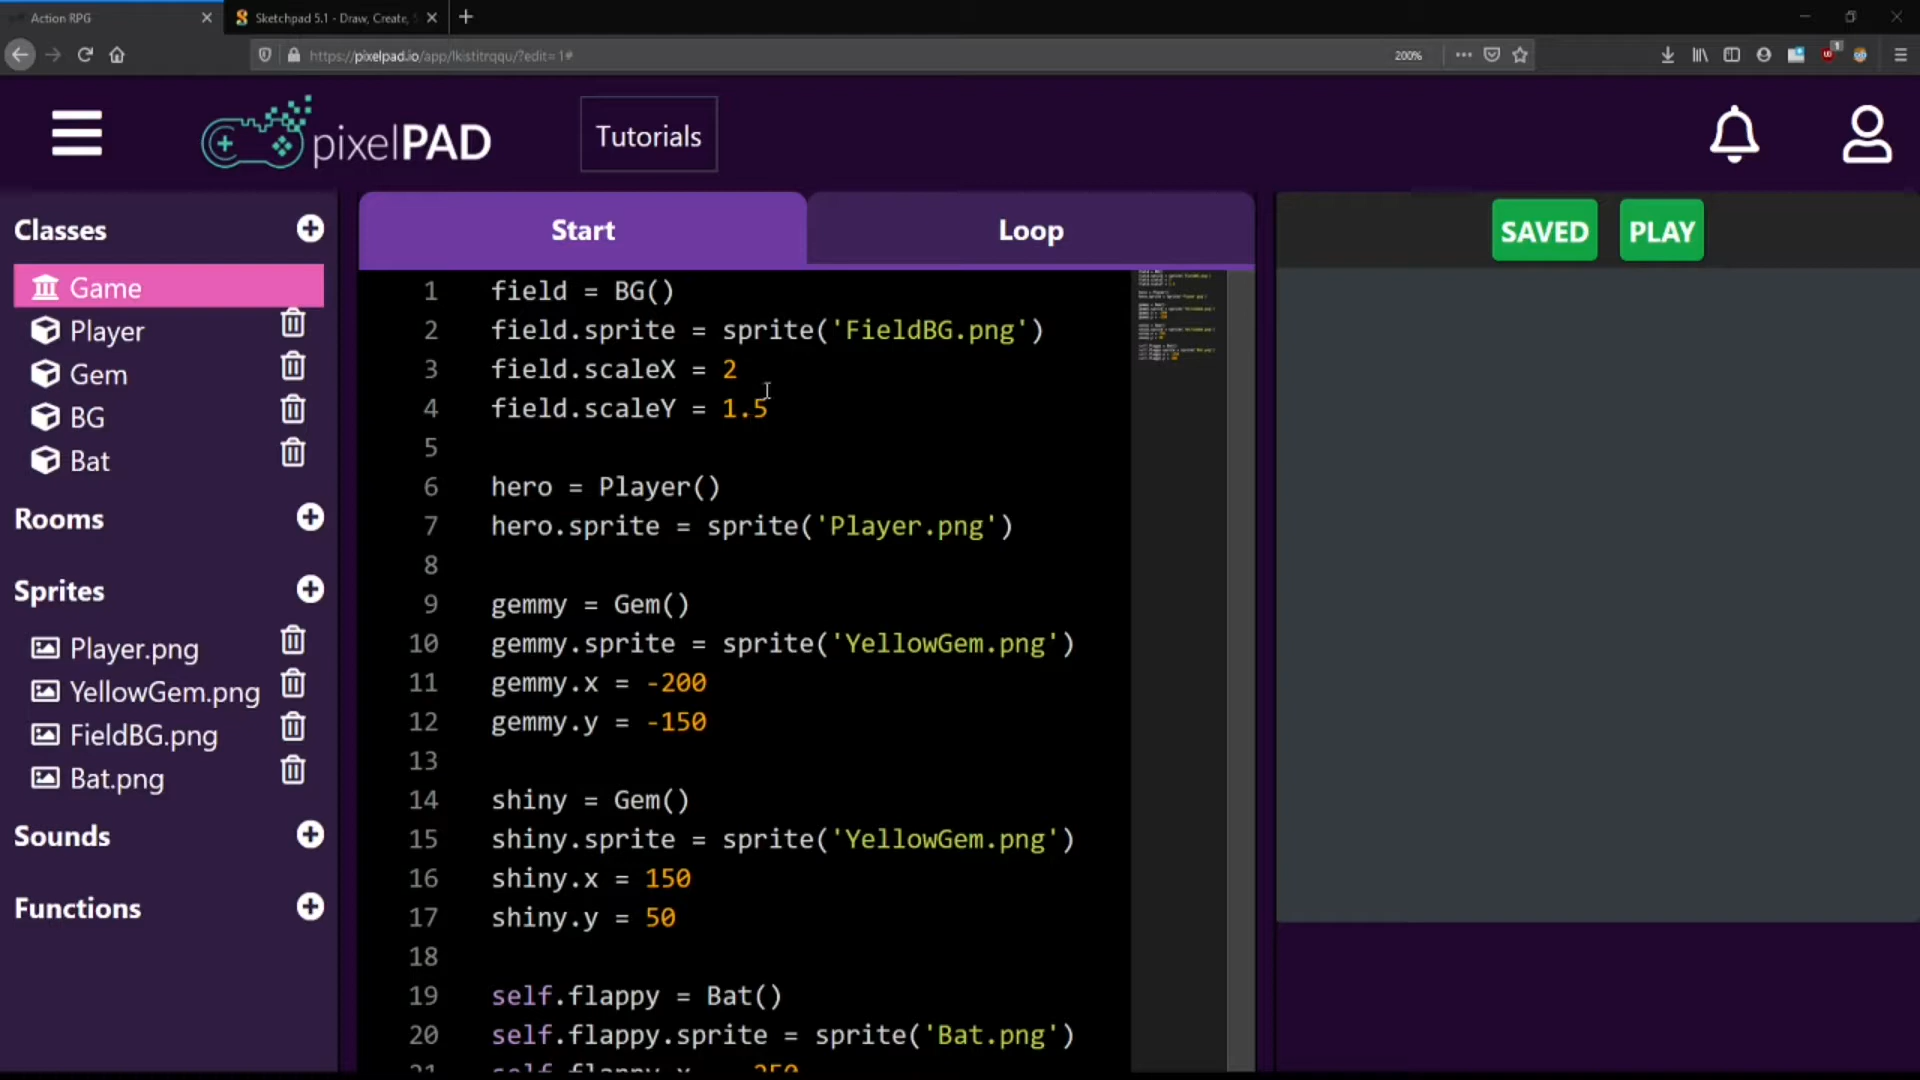 Action RPG
Sketchpad 5.1 - Draw, Create,
https://pixelpad.io/app/lkistitrqqu/?edit=1#
200%
1
pixelPAD
Tutorials
Classes
Start
Loop
SAVED
PLAY
Game
Player
Gem
BG
Bat
Rooms
Sprites
Player.png
YellowGem.png
FieldBG.png
Bat.png
Sounds
Functions
1 field = BG()
2 field.sprite = sprite('FieldBG.png')
3 field.scaleX = 2
4 field.scaleY = 1.5
5
6 hero = Player()
7 hero.sprite = sprite('Player.png')
8
9 gemmy = Gem()
10 gemmy.sprite = sprite('YellowGem.png')
11 gemmy.x = -200
12 gemmy.y = -150
13
14 shiny = Gem()
15 shiny.sprite = sprite('YellowGem.png')
16 shiny.x = 150
17 shiny.y = 50
18
19 self.flappy = Bat()
20 self.flappy.sprite = sprite('Bat.png')